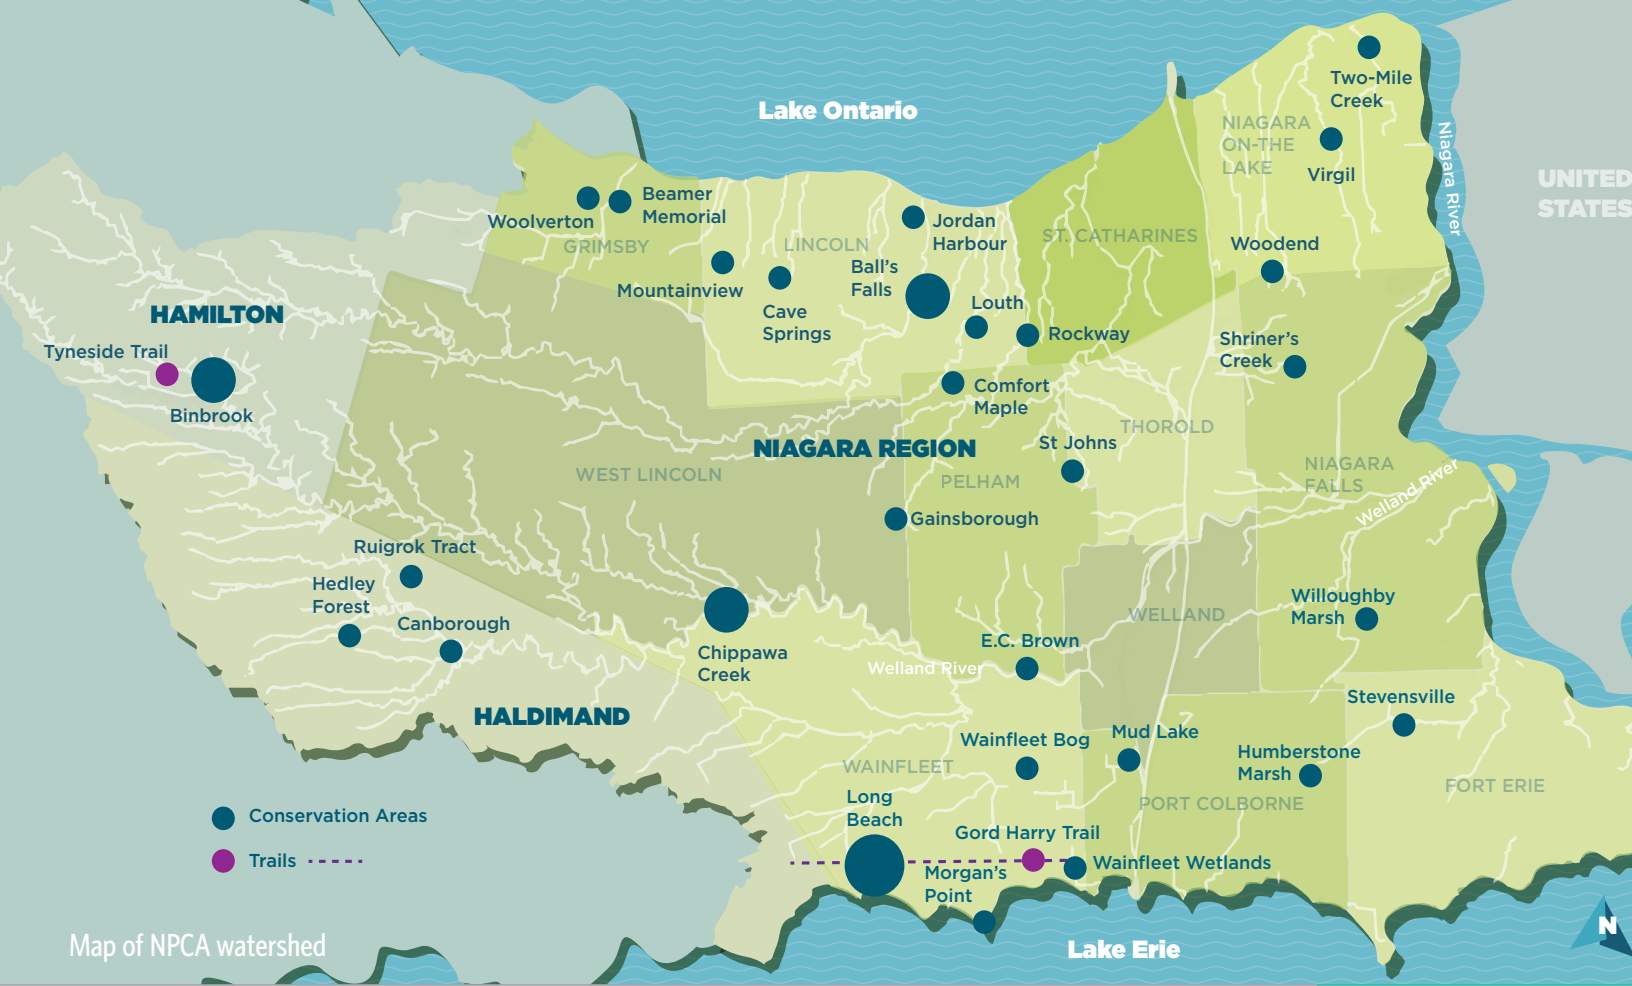 Lake Ontario
Two-Mile
Creek
NIAGARA
ON-THE
LAKE
Virgil
Niagara River
UNITED
STATES
Woolverton
Beamer
Memorial
GRIMSBY
Mountainview
LINCOLN
Cave
Springs
Jordan
Harbour
Ball's
Falls
Louth
Rockway
ST. CATHARINES
Woodend
Shriner's
Creek
HAMILTON
Tyneside Trail
Binbrook
Comfort
Maple
THOROLD
St Johns
NIAGARA REGION
WEST LINCOLN
PELHAM
NIAGARA
FALLS
Welland River
Gainsborough
Ruigrok Tract
Hedley
Forest
Canborough
Chippawa
Creek
Welland River
E.C. Brown
WELLAND
Willoughby
Marsh
HALDIMAND
Stevensville
Wainfleet Bog
Mud Lake
Humberstone
Marsh
WAINFLEET
PORT COLBORNE
FORT ERIE
Long
Beach
Gord Harry Trail
Wainfleet Wetlands
Morgan's
Point
Conservation Areas
Trails
Map of NPCA watershed
Lake Erie
N